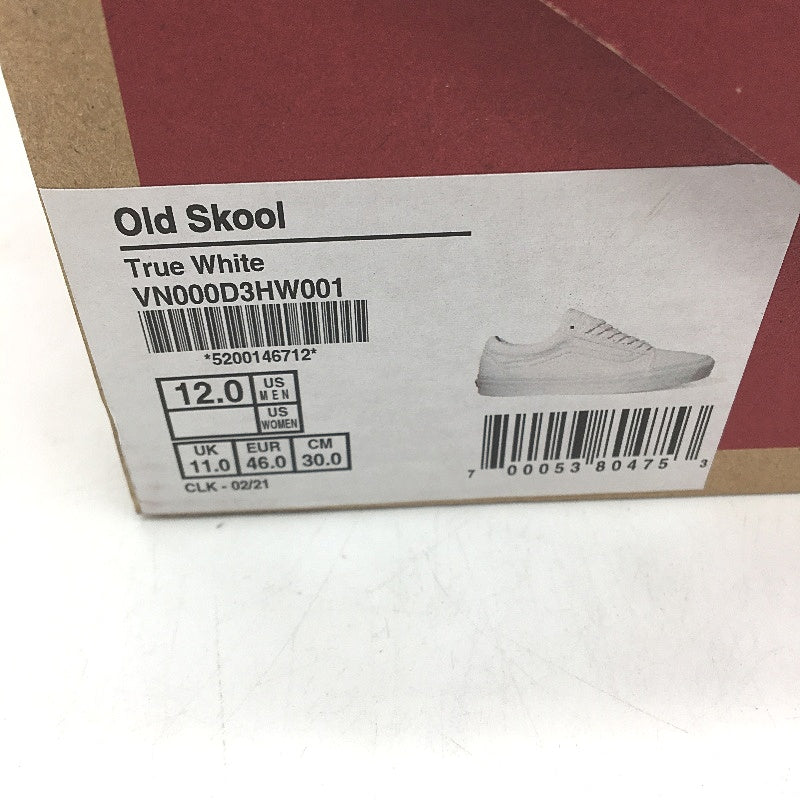 Old Skool
True White
VN000D3HW001
*5200146712*
12.0 US MEN
US WOMEN
UK 11.0 EUR 46.0 CM 30.0
CLK - 02/21
7 00053 80475 3